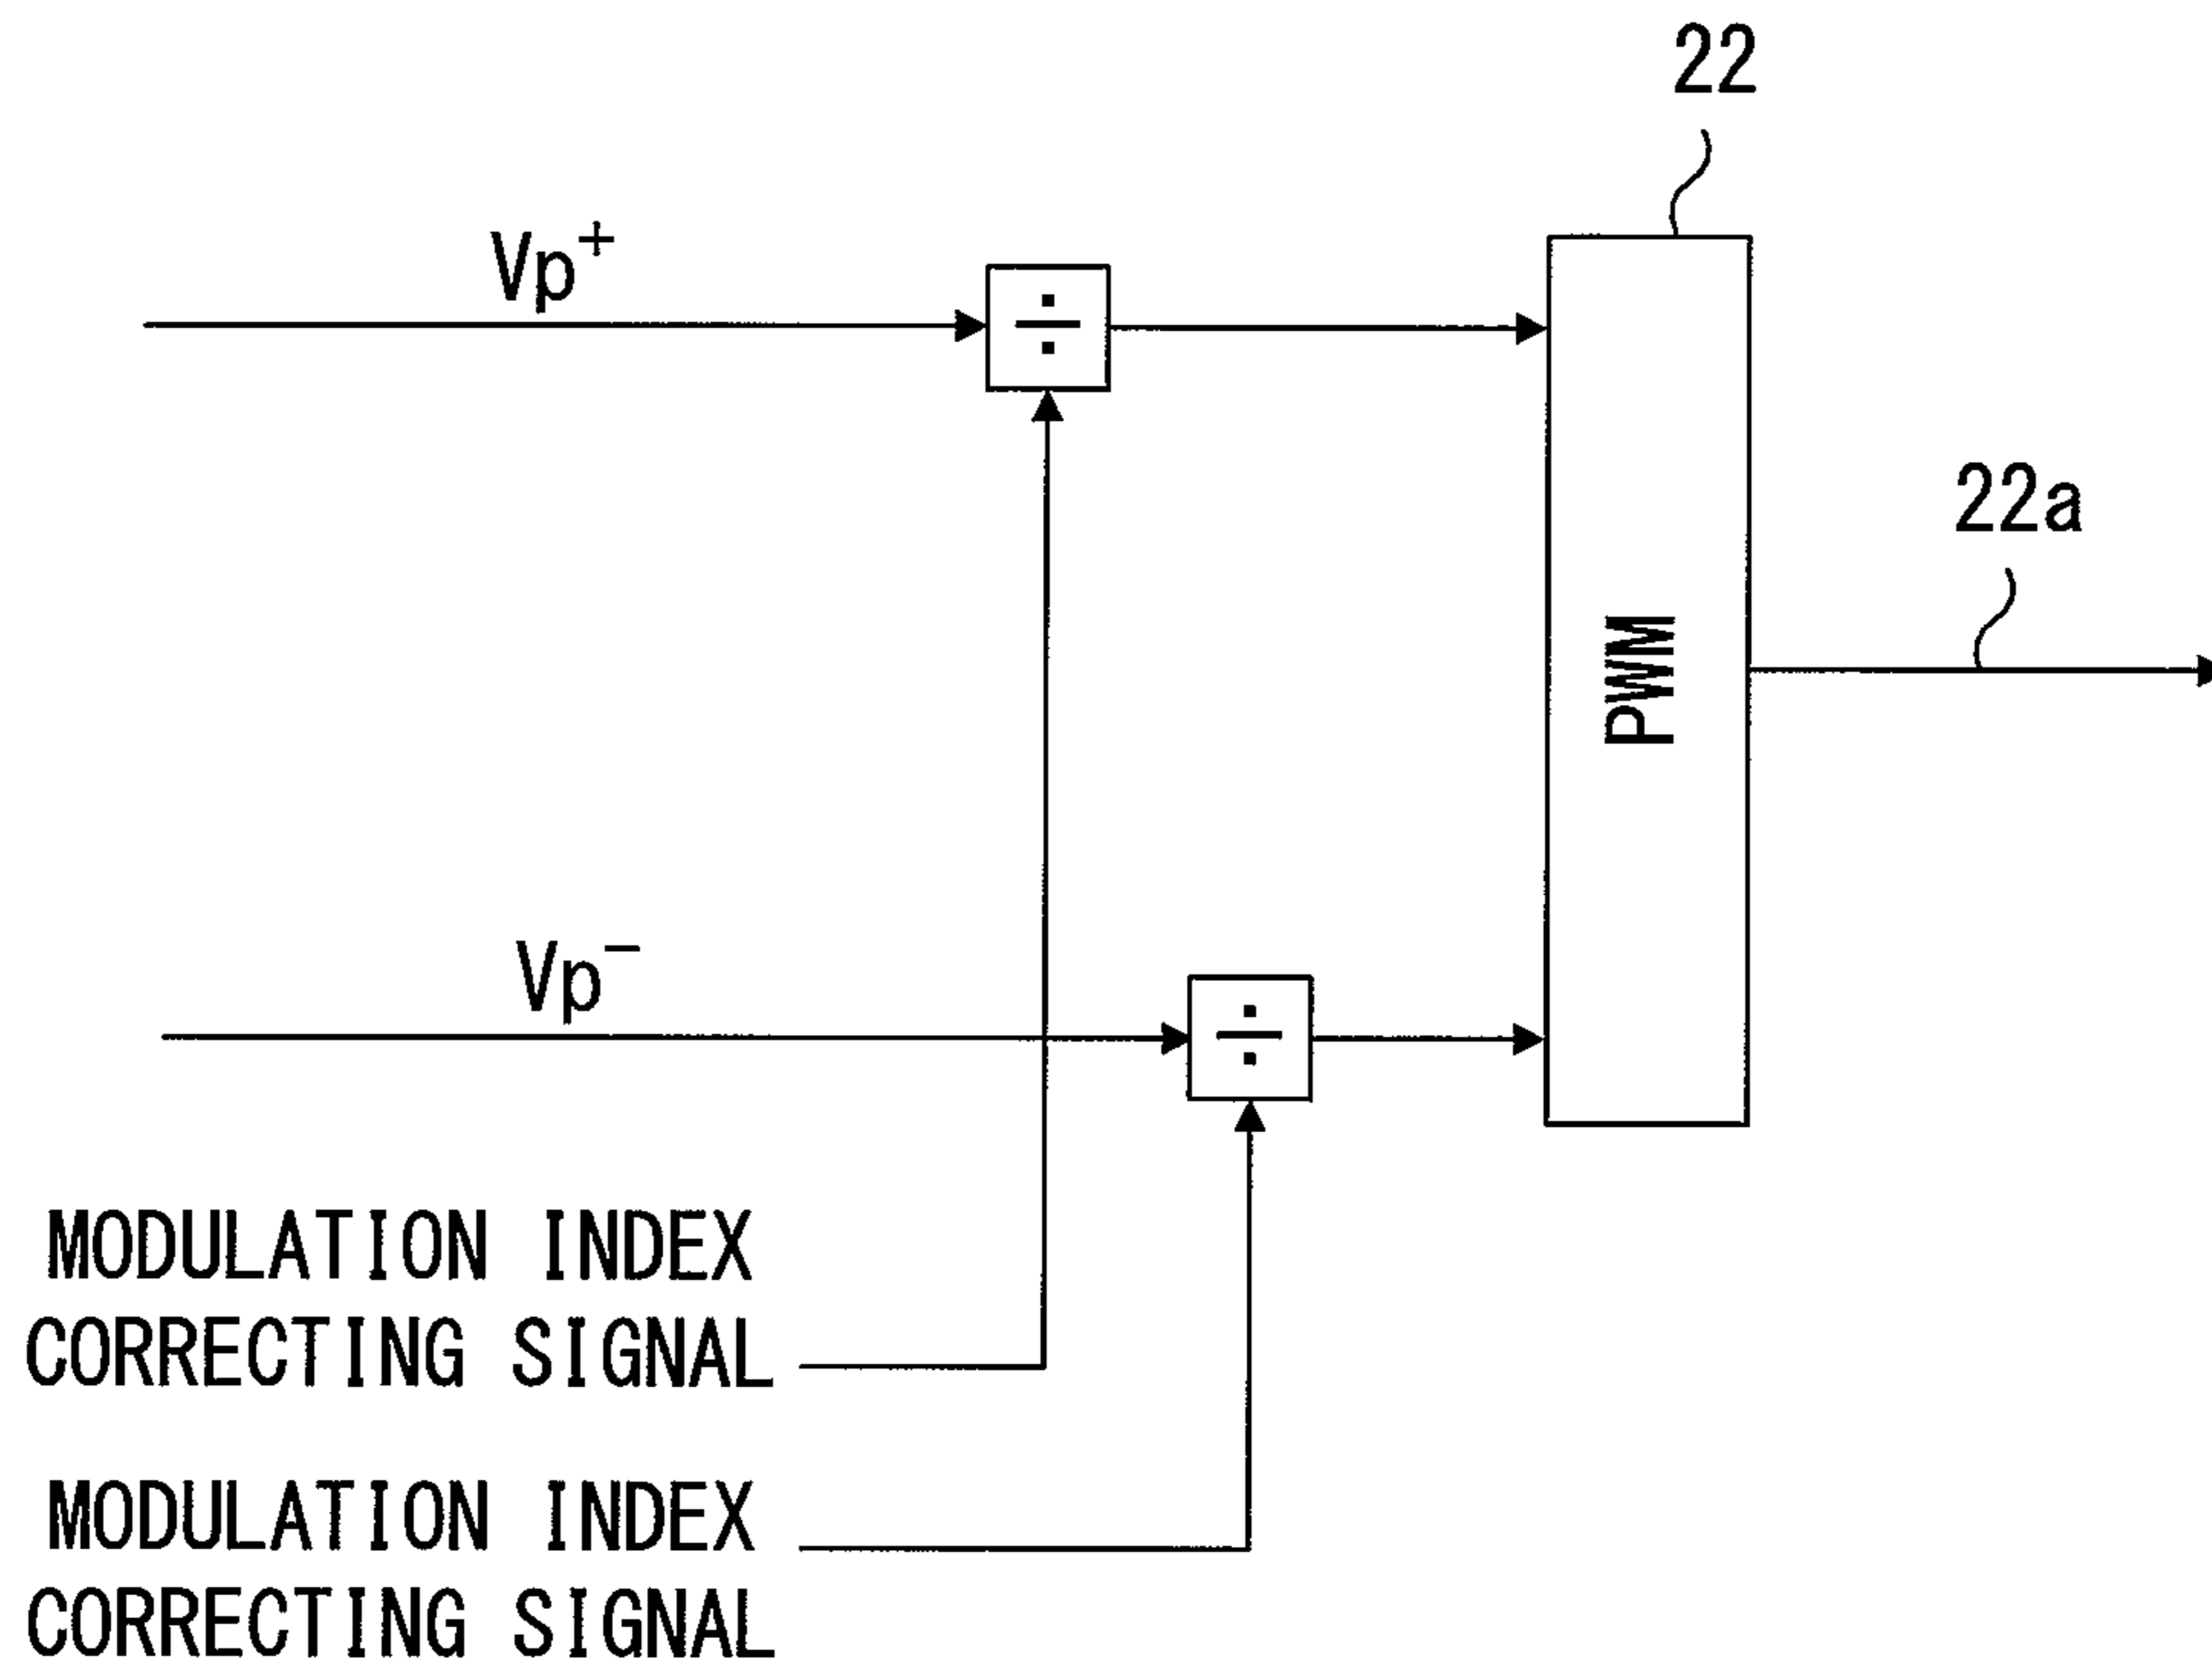 22
Vp⁺
÷
22a
PWM
Vp⁻
÷
MODULATION INDEX
CORRECTING SIGNAL
MODULATION INDEX
CORRECTING SIGNAL